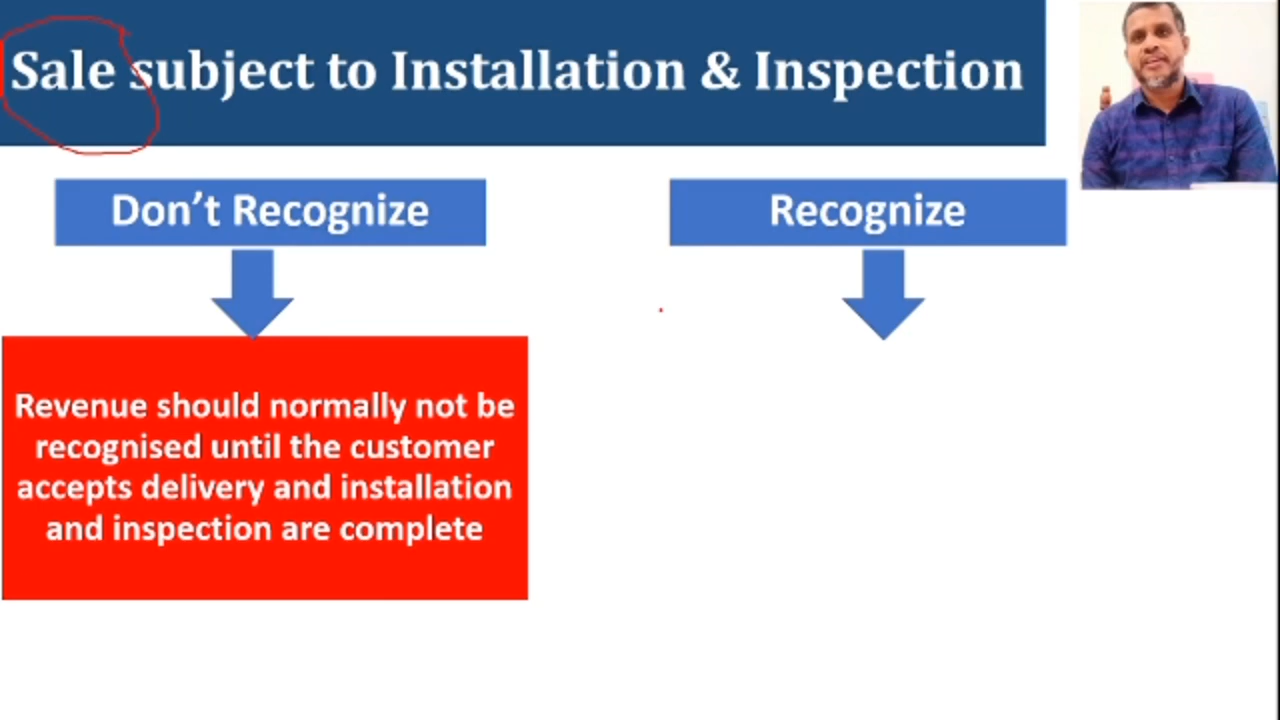 Sale subject to Installation & Inspection
Don't Recognize
Recognize
Revenue should normally not be
recognised until the customer
accepts delivery and installation
and inspection are complete